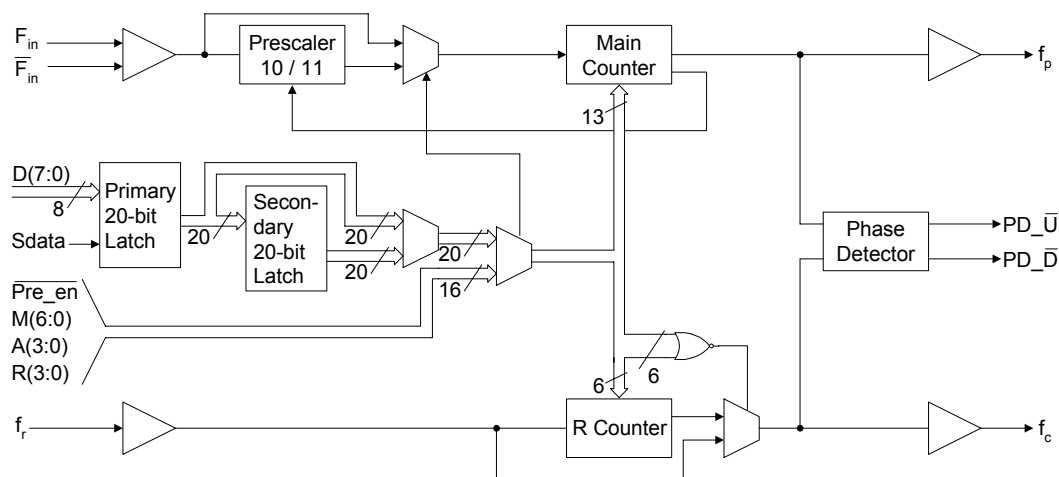 F_in
F̅_in
Prescaler
10 / 11
Main
Counter
f_p
13
D(7:0)
8
Sdata
Primary
20-bit
Latch
20
Secon-
dary
20-bit
Latch
20
20
20
16
Phase
Detector
PD_U̅
PD_D̅
P̅r̅e̅_̅e̅n̅
M(6:0)
A(3:0)
R(3:0)
6
6
f_r
R Counter
f_c